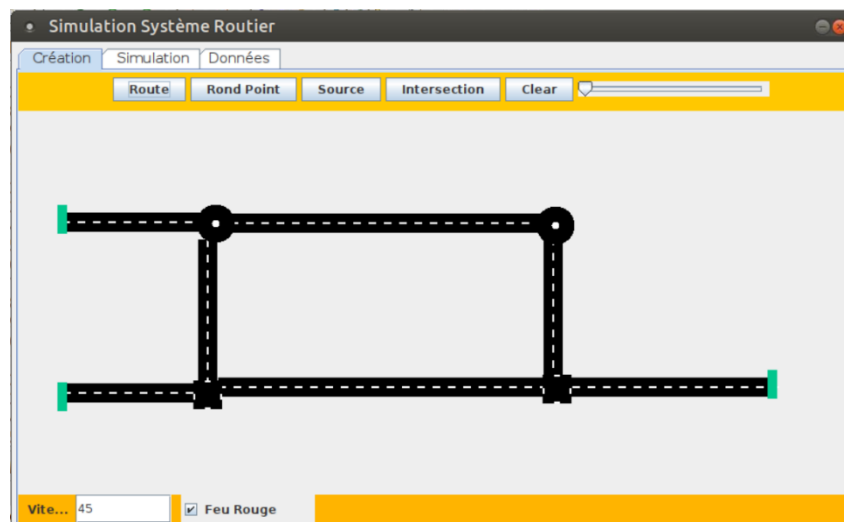 Simulation Système Routier
Création Simulation Données
Route Rond Point Source Intersection Clear
Vite... 45 Feu Rouge